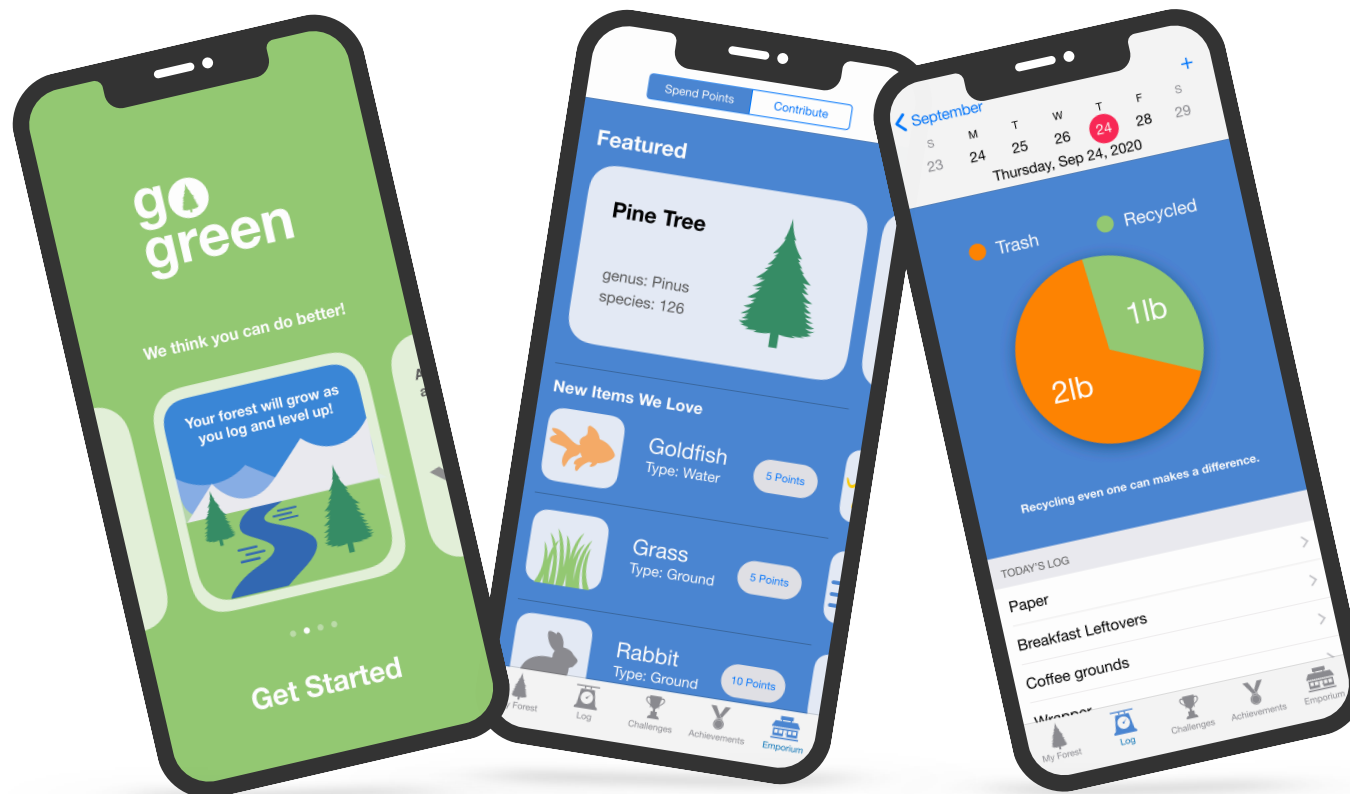 go
green
We think you can do better!
Your forest will grow as
you log and level up!
Get Started
Spend Points
Contribute
Featured
Pine Tree
genus: Pinus
species: 126
New Items We Love
Goldfish
Type: Water
5 Points
Grass
Type: Ground
5 Points
Rabbit
Type: Ground
10 Points
y Forest
Log
Challenges
Achievements
Emporium
September
+
S M T W T F S
23 24 25 26 24 28 29
Thursday, Sep 24, 2020
Trash
Recycled
1lb
2lb
Recycling even one can makes a difference.
TODAY'S LOG
Paper
Breakfast Leftovers
Coffee grounds
Wrapper
My Forest
Log
Challenges
Achievements
Emporium